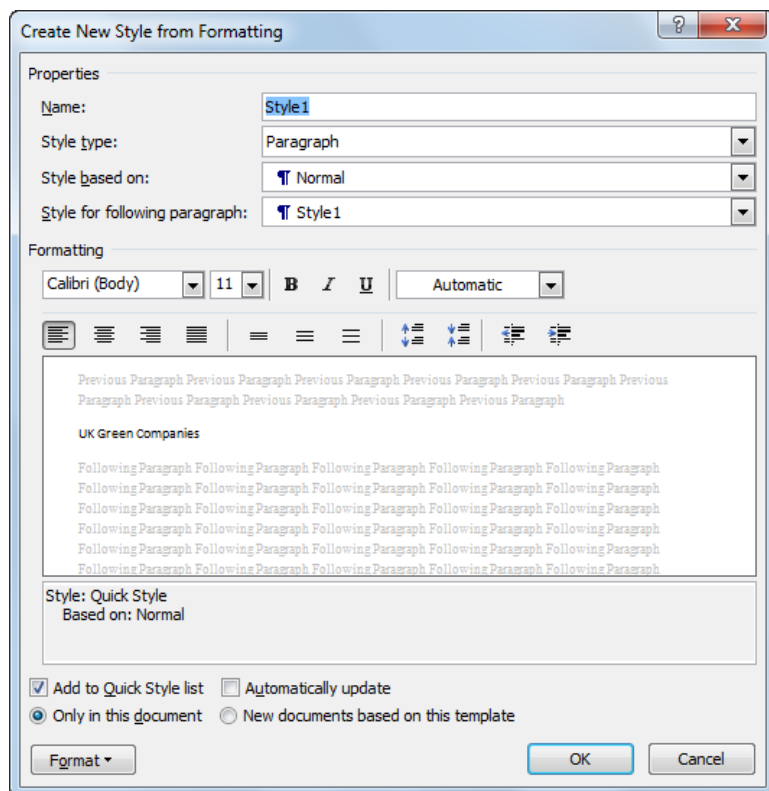 Create New Style from Formatting
Properties
Name: Style1
Style type: Paragraph
Style based on: ¶ Normal
Style for following paragraph: ¶ Style1
Formatting
Calibri (Body) 11 B I U Automatic
Previous Paragraph Previous Paragraph Previous Paragraph Previous Paragraph Previous Paragraph Previous
Paragraph Previous Paragraph Previous Paragraph Previous Paragraph Previous Paragraph
UK Green Companies
Following Paragraph Following Paragraph Following Paragraph Following Paragraph Following Paragraph
Following Paragraph Following Paragraph Following Paragraph Following Paragraph Following Paragraph
Following Paragraph Following Paragraph Following Paragraph Following Paragraph Following Paragraph
Following Paragraph Following Paragraph Following Paragraph Following Paragraph Following Paragraph
Following Paragraph Following Paragraph Following Paragraph Following Paragraph Following Paragraph
Following Paragraph Following Paragraph Following Paragraph Following Paragraph Following Paragraph
Style: Quick Style
Based on: Normal
Add to Quick Style list Automatically update
Only in this document New documents based on this template
Format OK Cancel